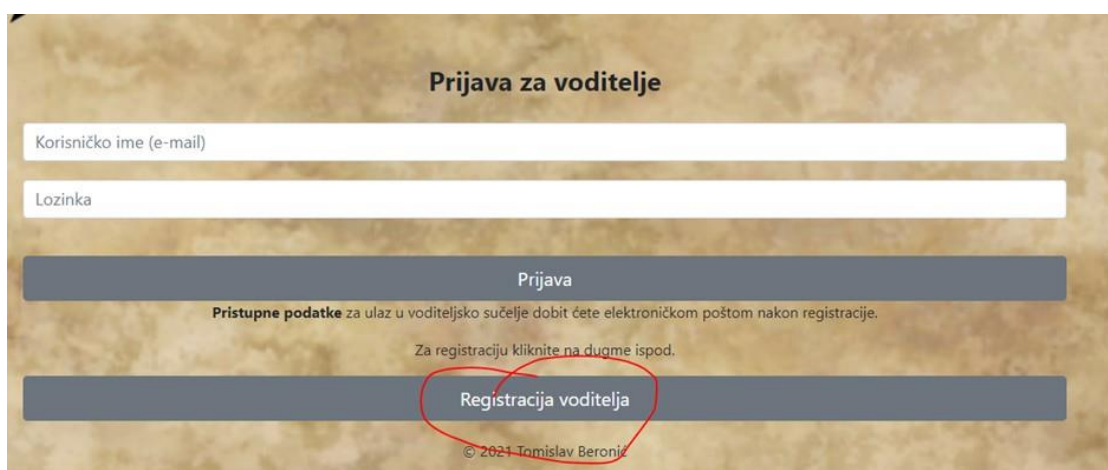 Prijava za voditelje
Korisničko ime (e-mail)
Lozinka
Prijava
Pristupne podatke za ulaz u voditeljsko sučelje dobit ćete elektroničkom poštom nakon registracije.
Za registraciju kliknite na dugme ispod.
Registracija voditelja
© 2021 Tomislav Beronić